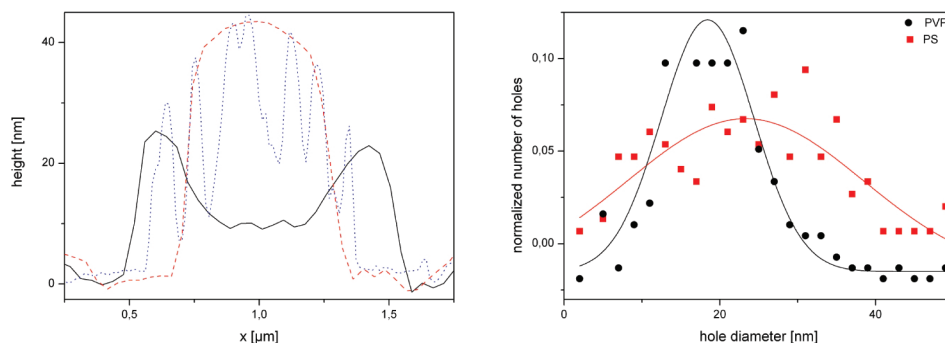 40
20
0
height [nm]
0,5
1,0
1,5
x [µm]
PVP
PS
0,10
0,05
0,00
normalized number of holes
0
20
40
hole diameter [nm]